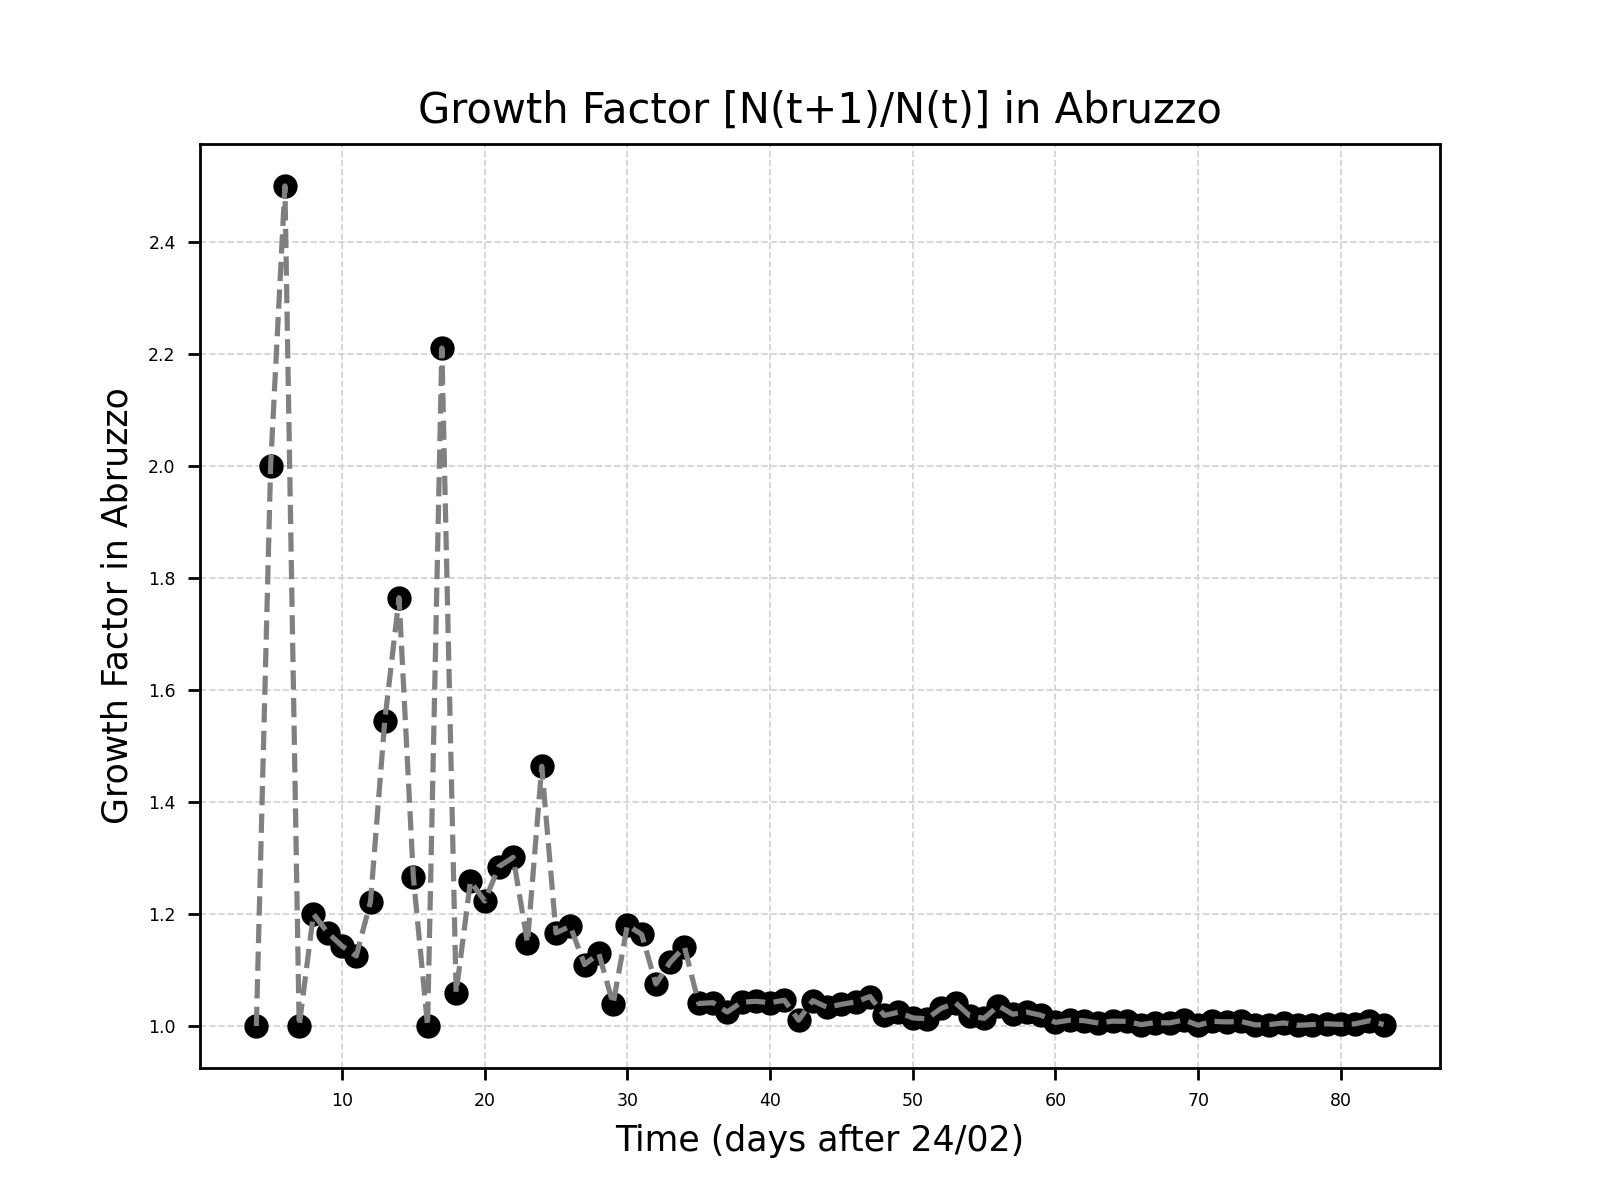 Growth Factor [N(t+1)/N(t)] in Abruzzo
Growth Factor in Abruzzo
2.4
2.2
2.0
1.8
1.6
1.4
1.2
1.0
10 20 30 40 50 60 70 80
Time (days after 24/02)